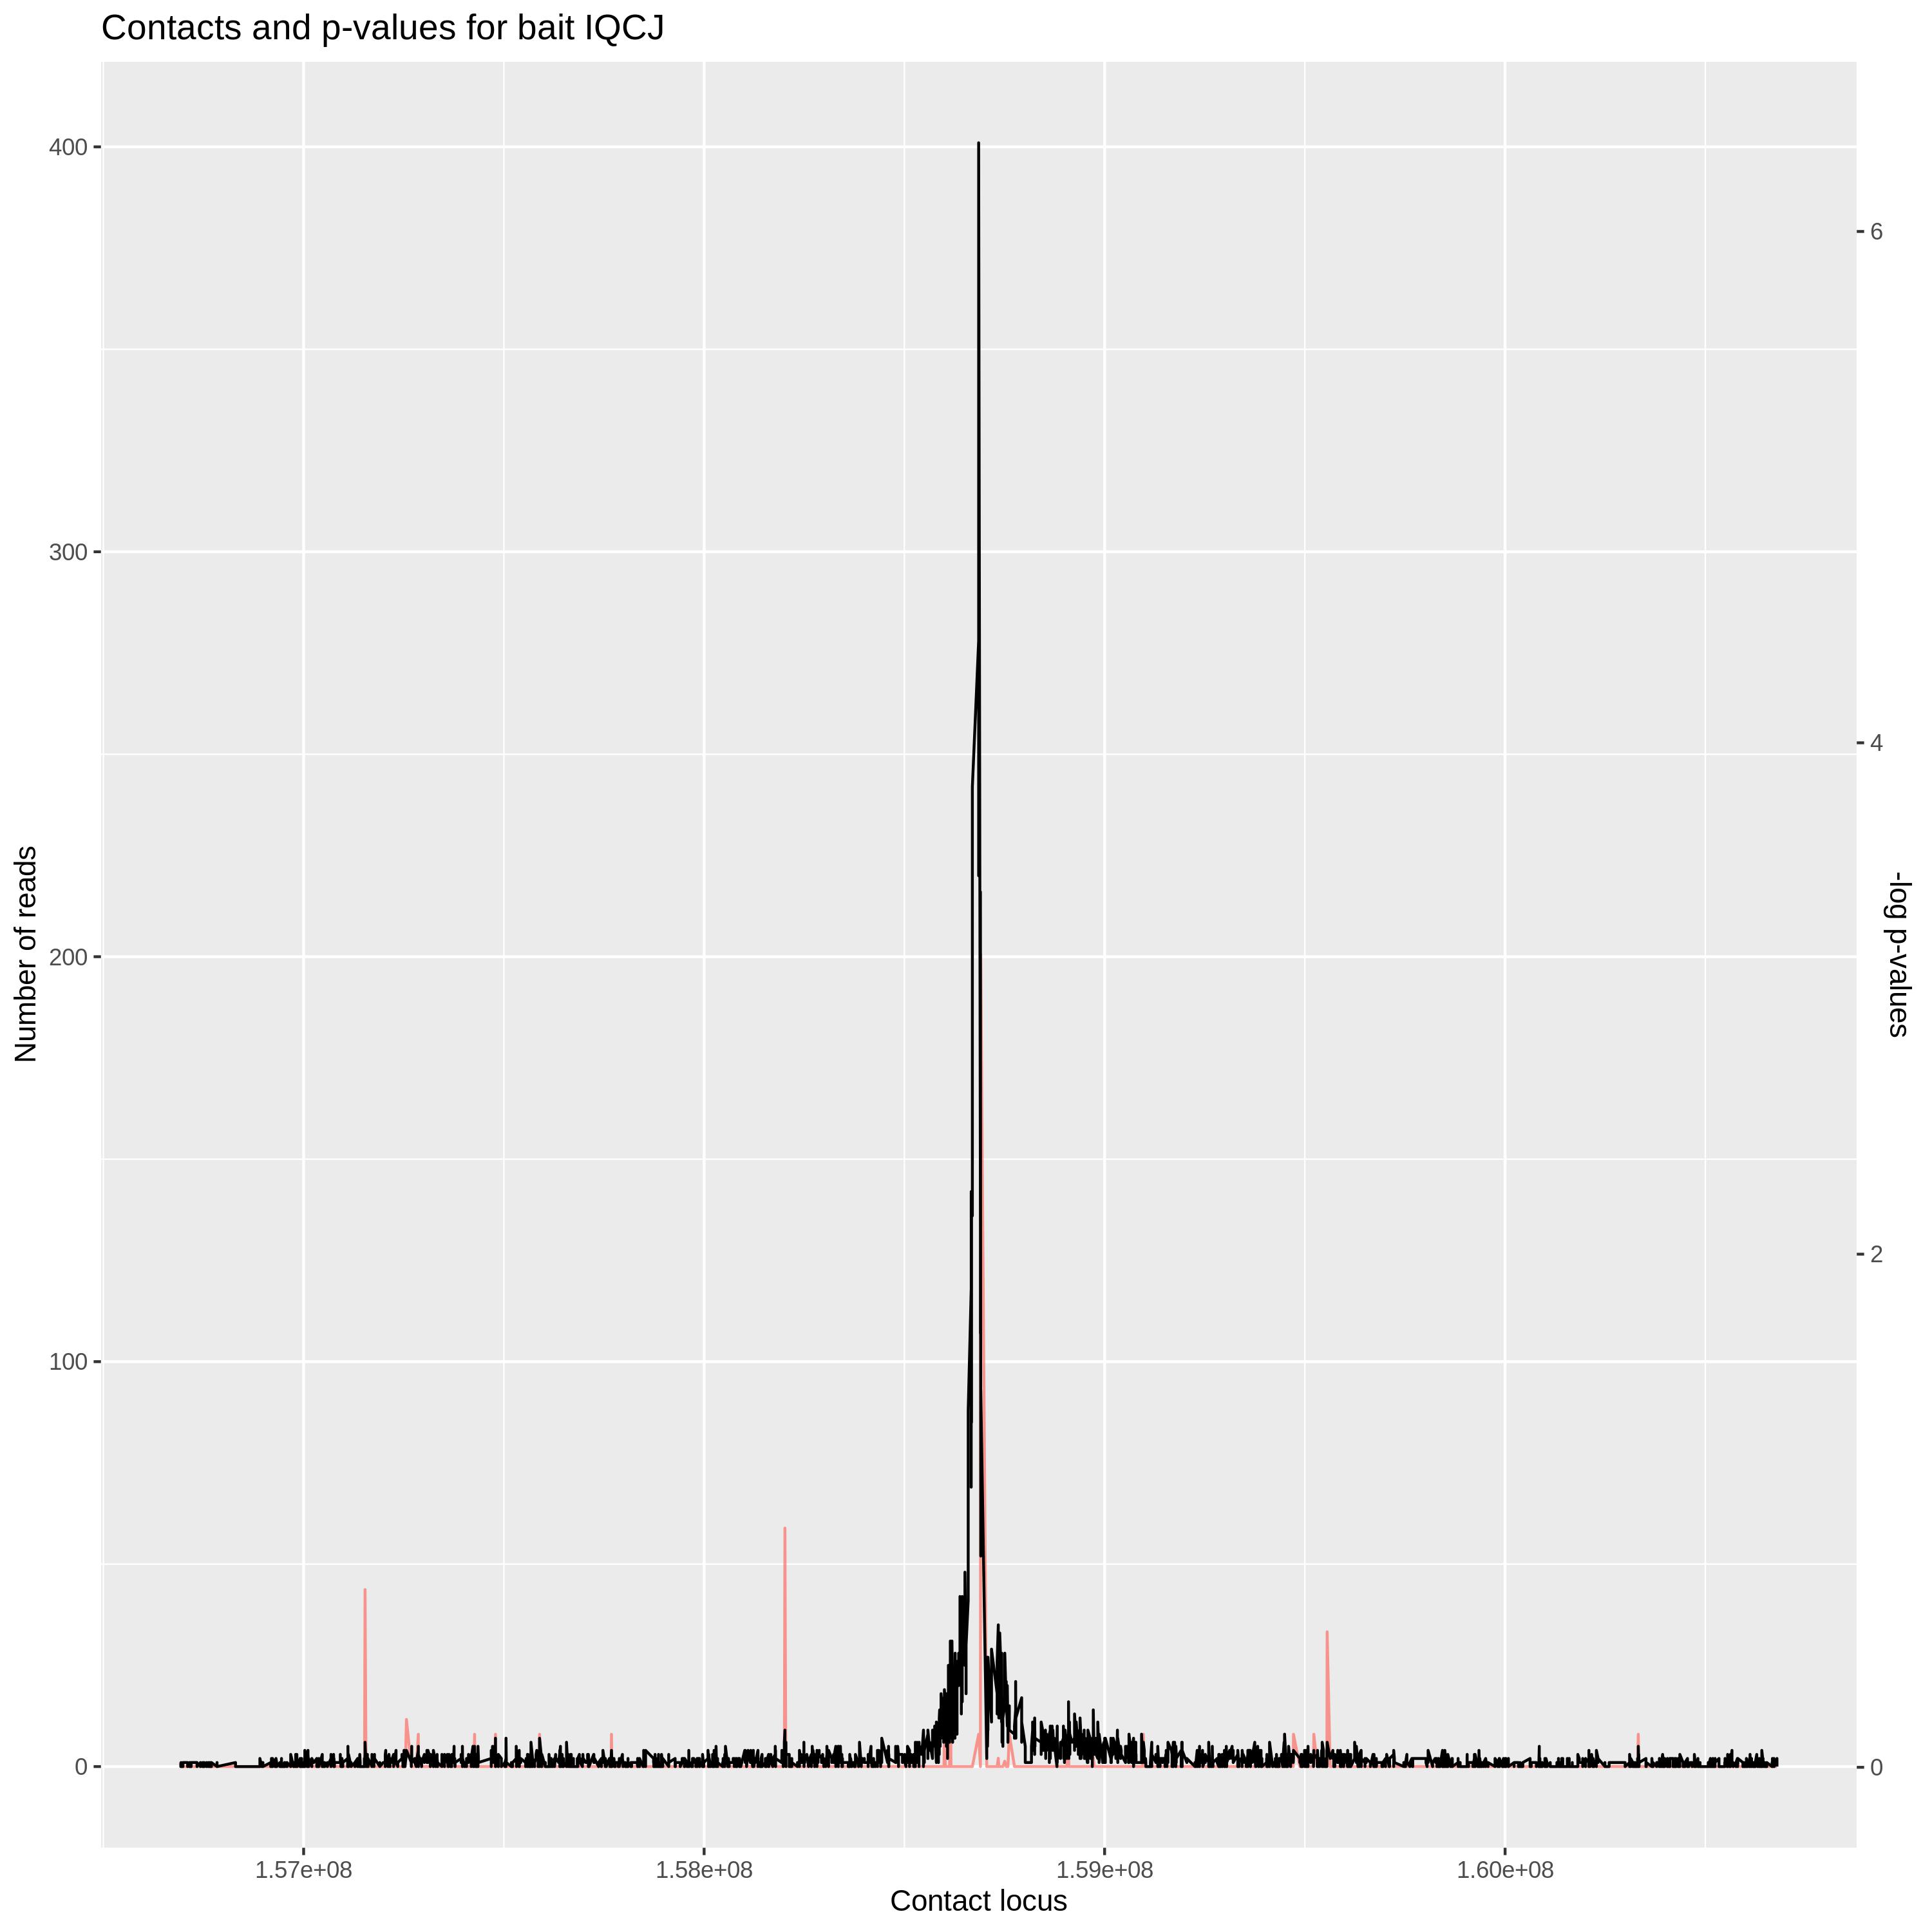 Contacts and p-values for bait IQCJ
400
300
200
100
0
Number of reads
6
4
2
0
-log p-values
1.57e+08
1.58e+08
1.59e+08
1.60e+08
Contact locus